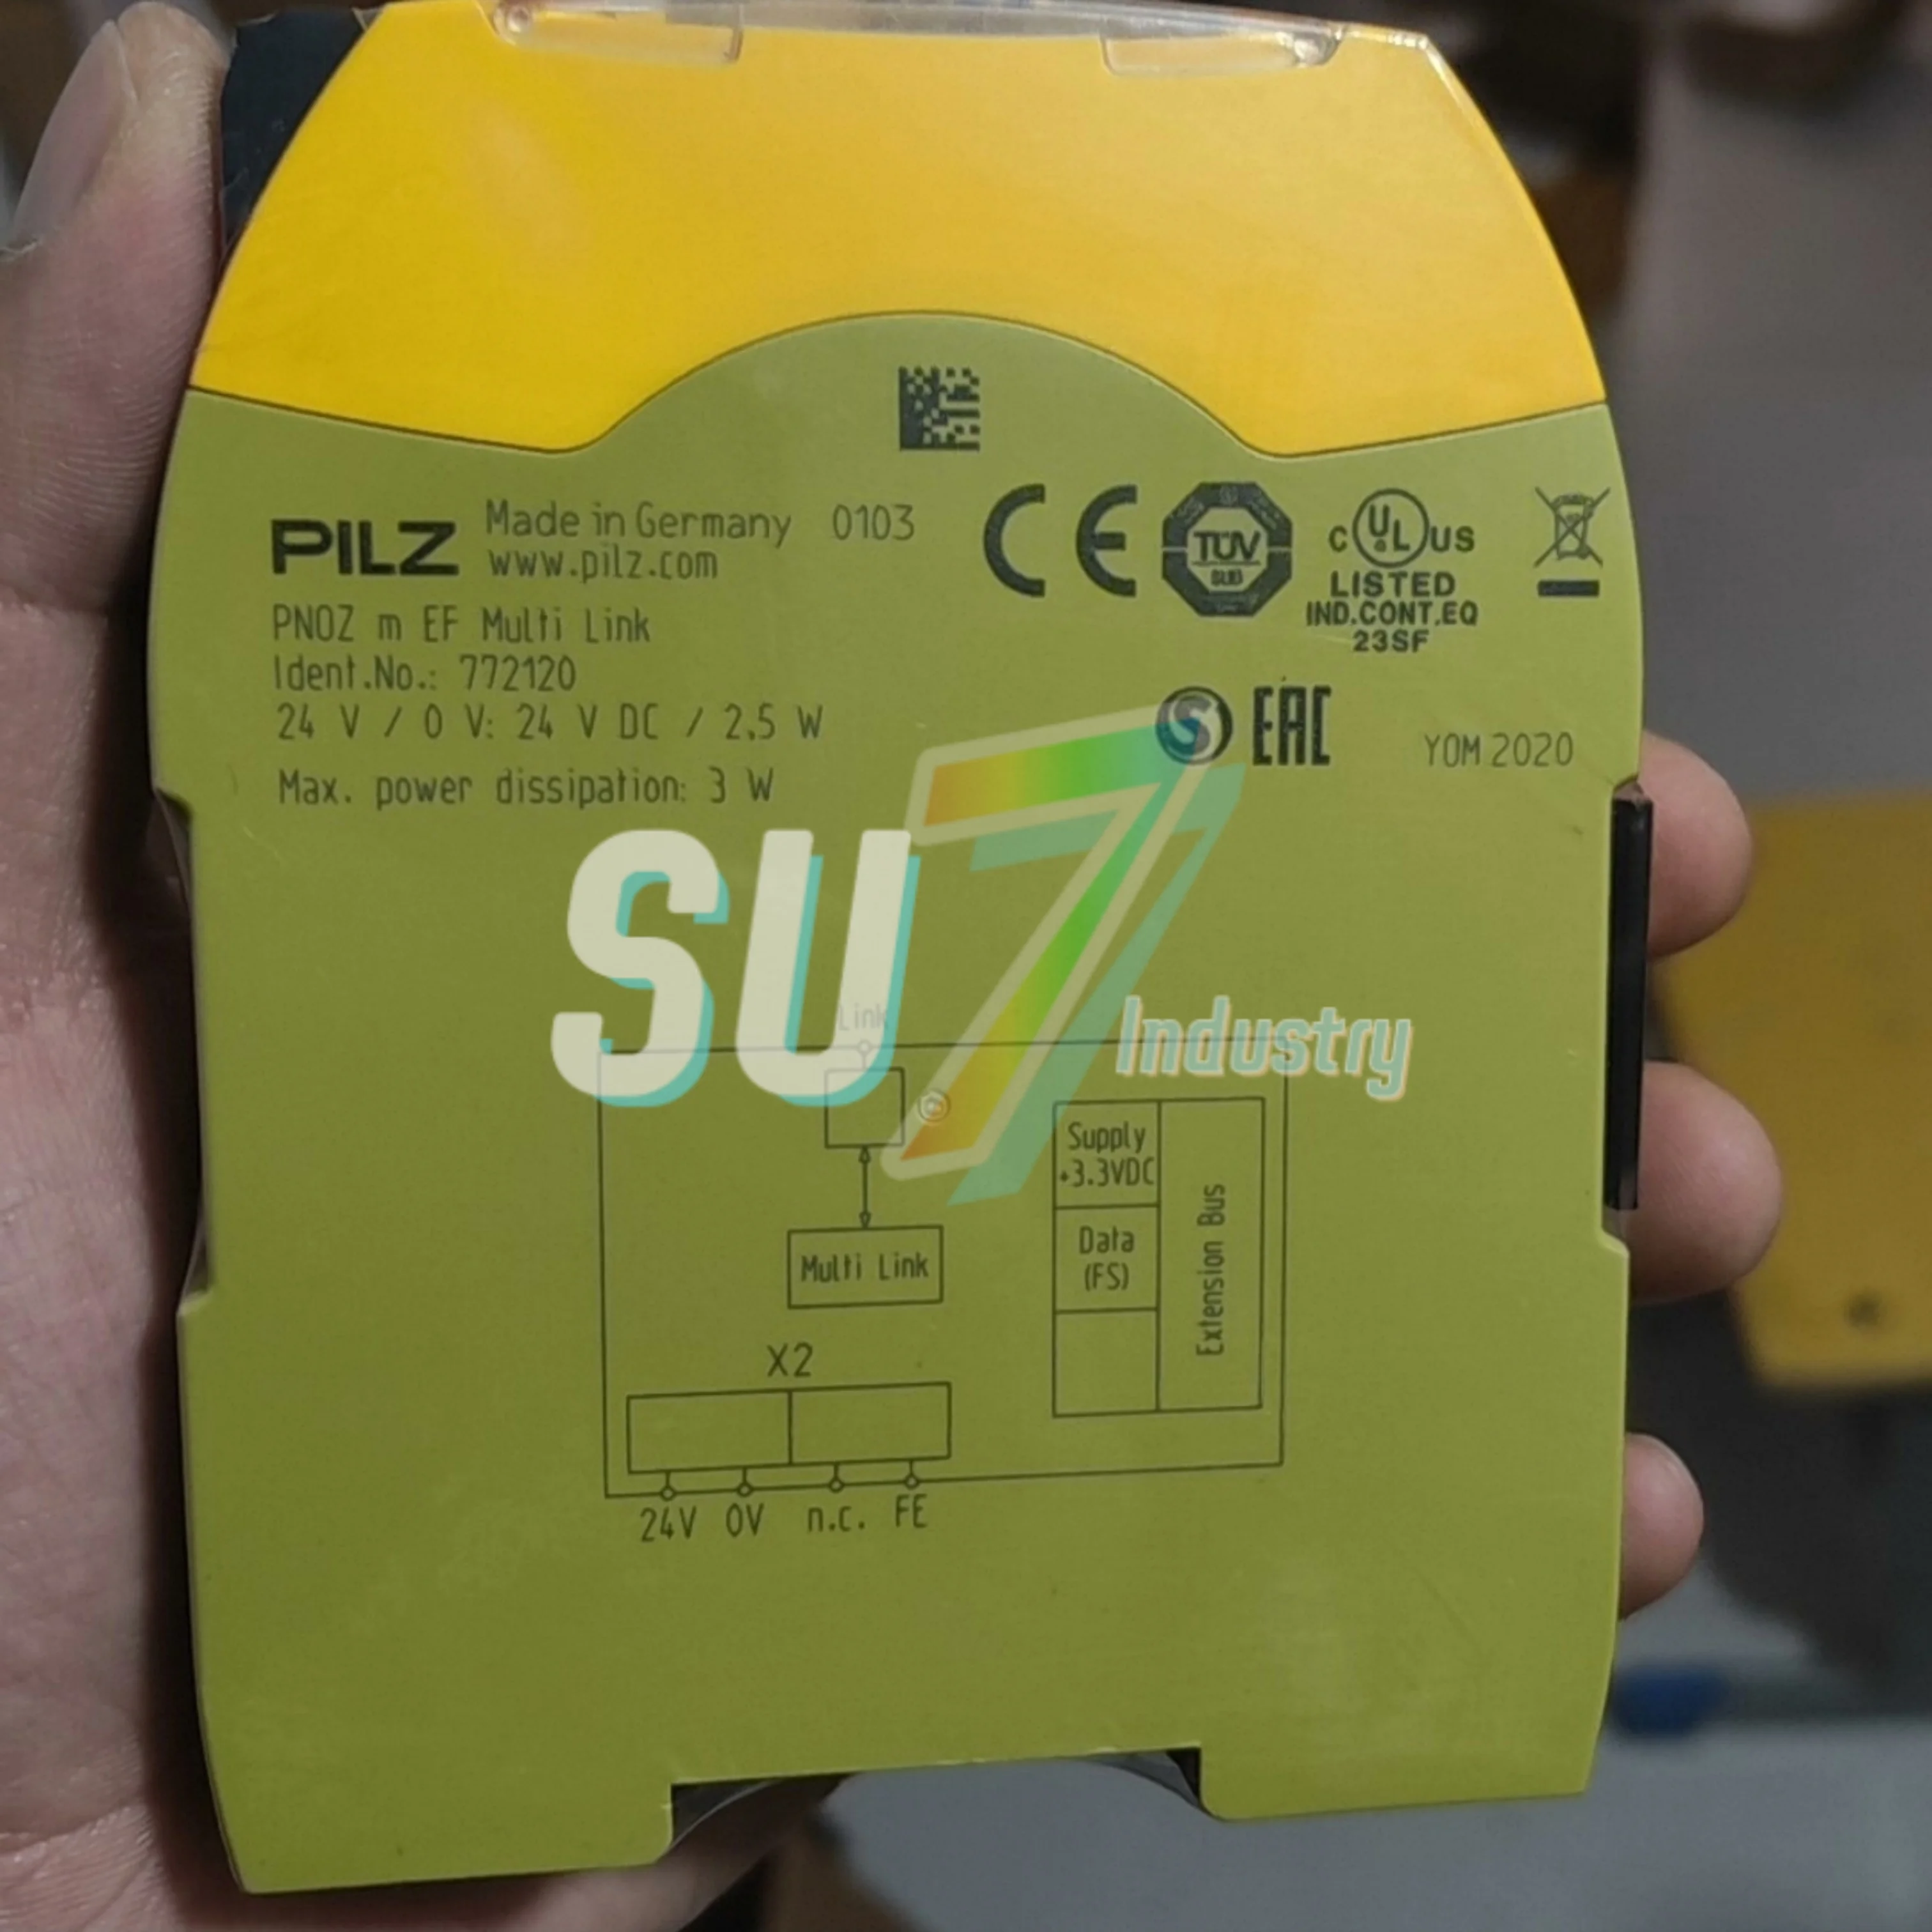 PILZ Made in Germany 0103
www.pilz.com
PNOZ m EF Multi Link
Ident.No.: 772120
24 V / 0 V: 24 V DC / 2,5 W
Max. power dissipation: 3 W
CE
TÜV
SÜD
C UL US
LISTED
IND.CONT.EQ
23SF
S EAC
YOM 2020
SU7 Industry
Link
Supply
+3.3VDC
Data
(FS)
Extension Bus
Multi Link
X2
24V 0V n.c. FE